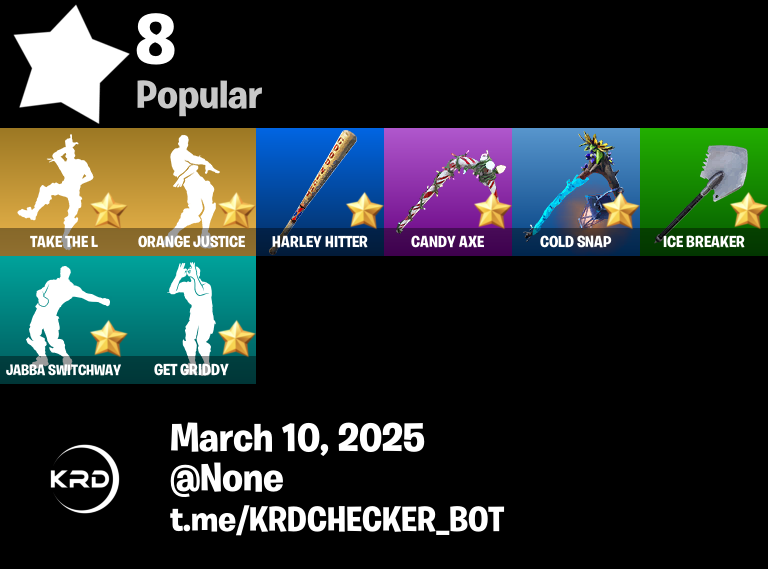 8
Popular
TAKE THE L
ORANGE JUSTICE
HARLEY HITTER
CANDY AXE
COLD SNAP
ICE BREAKER
JABBA SWITCHWAY
GET GRIDDY
March 10, 2025
KRD
@None
t.me/KRDCHECKER_BOT